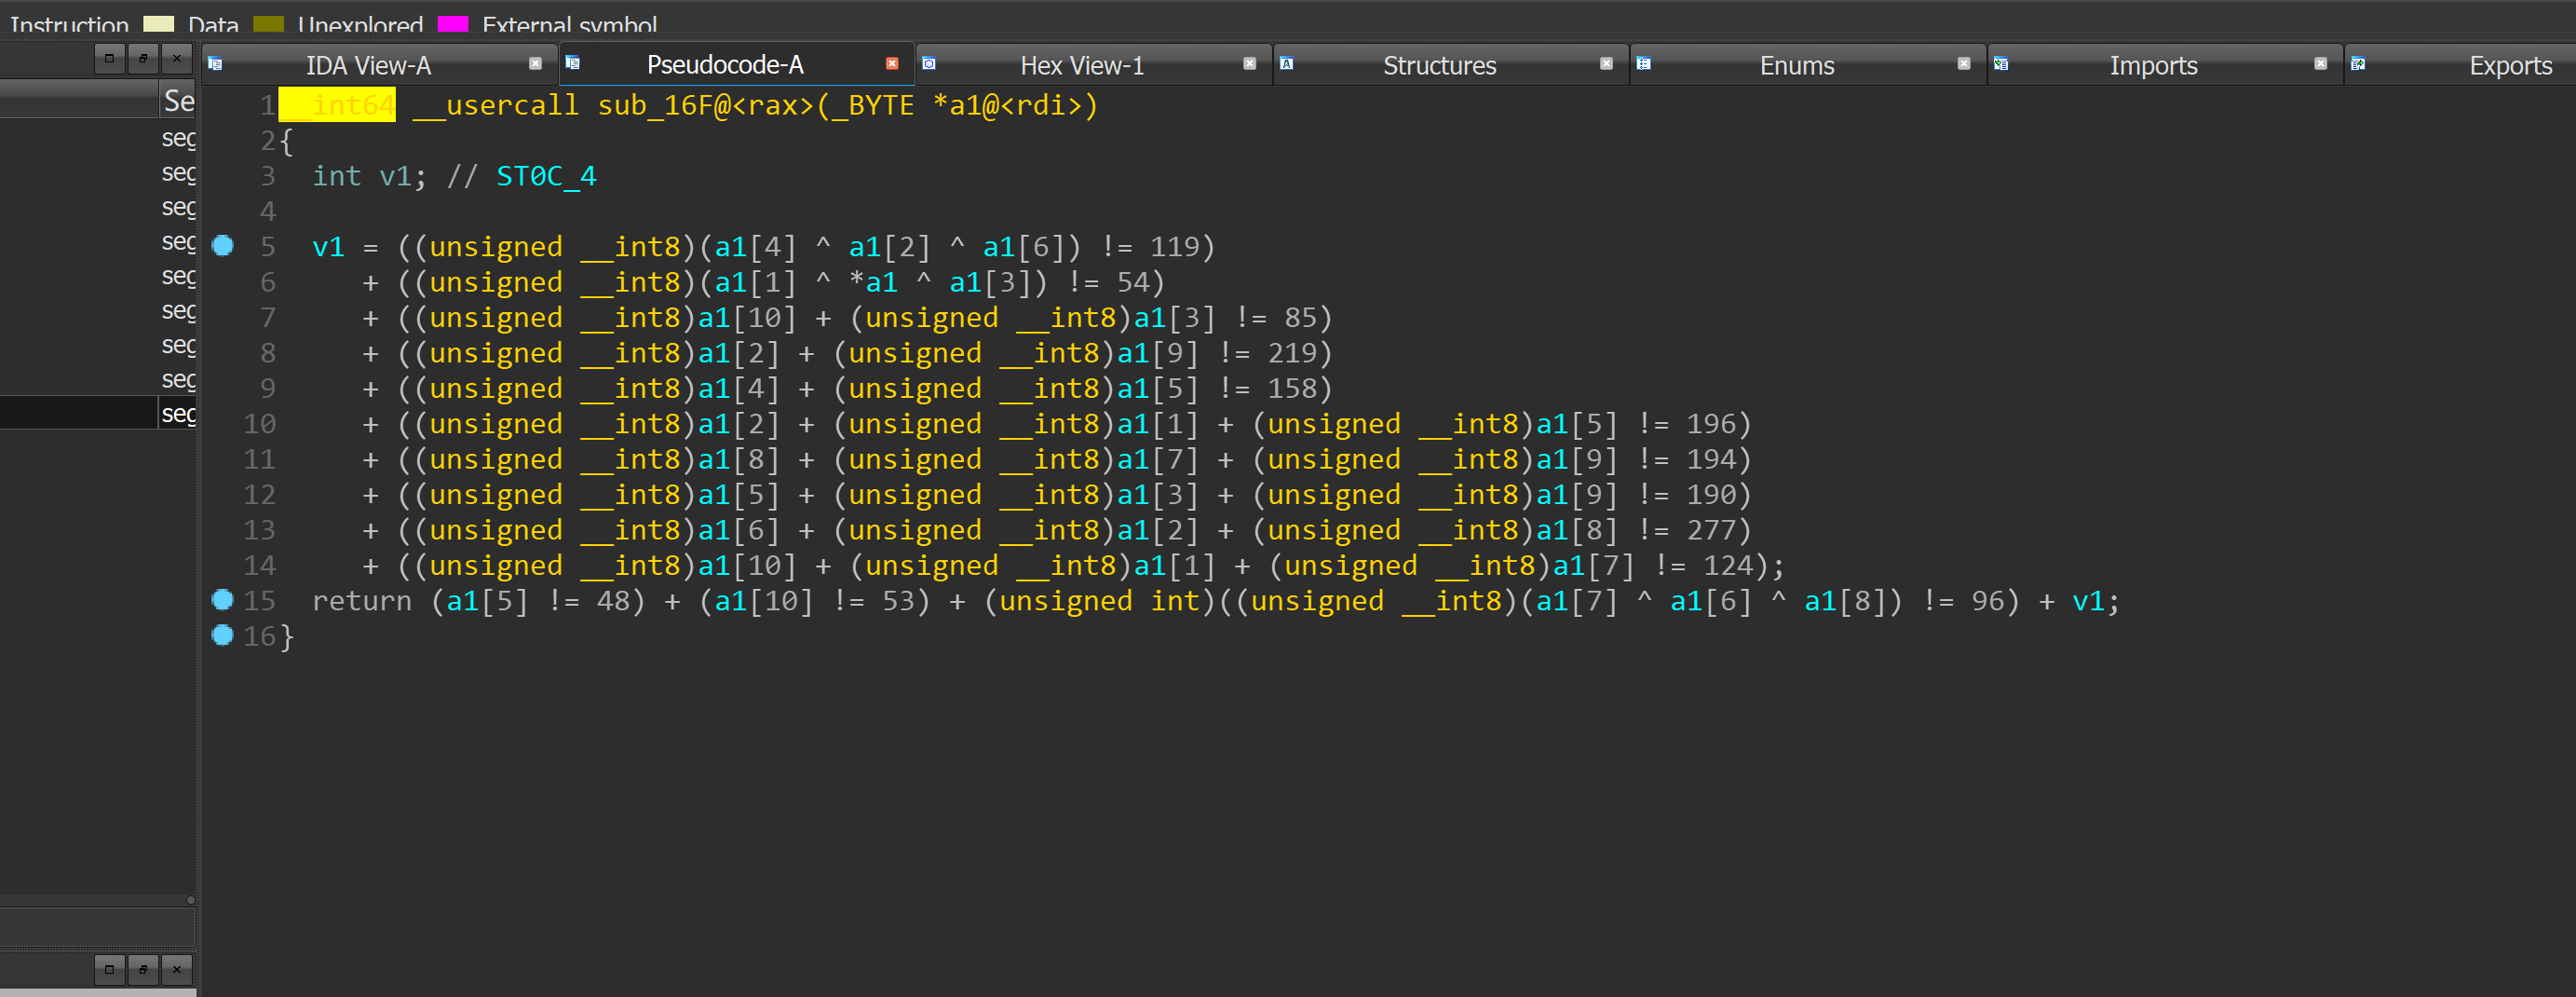 Instruction Data Unexplored External symbol
IDA View-A Pseudocode-A Hex View-1 Structures Enums Imports Exports
Se
seg
seg
seg
seg
seg
seg
seg
seg
seg
1 __int64 __usercall sub_16F@<rax>(_BYTE *a1@<rdi>)
2 {
3 int v1; // ST0C_4
4
5 v1 = ((unsigned __int8)(a1[4] ^ a1[2] ^ a1[6]) != 119)
6 + ((unsigned __int8)(a1[1] ^ *a1 ^ a1[3]) != 54)
7 + ((unsigned __int8)a1[10] + (unsigned __int8)a1[3] != 85)
8 + ((unsigned __int8)a1[2] + (unsigned __int8)a1[9] != 219)
9 + ((unsigned __int8)a1[4] + (unsigned __int8)a1[5] != 158)
10 + ((unsigned __int8)a1[2] + (unsigned __int8)a1[1] + (unsigned __int8)a1[5] != 196)
11 + ((unsigned __int8)a1[8] + (unsigned __int8)a1[7] + (unsigned __int8)a1[9] != 194)
12 + ((unsigned __int8)a1[5] + (unsigned __int8)a1[3] + (unsigned __int8)a1[9] != 190)
13 + ((unsigned __int8)a1[6] + (unsigned __int8)a1[2] + (unsigned __int8)a1[8] != 277)
14 + ((unsigned __int8)a1[10] + (unsigned __int8)a1[1] + (unsigned __int8)a1[7] != 124);
15 return (a1[5] != 48) + (a1[10] != 53) + (unsigned int)((unsigned __int8)(a1[7] ^ a1[6] ^ a1[8]) != 96) + v1;
16 }